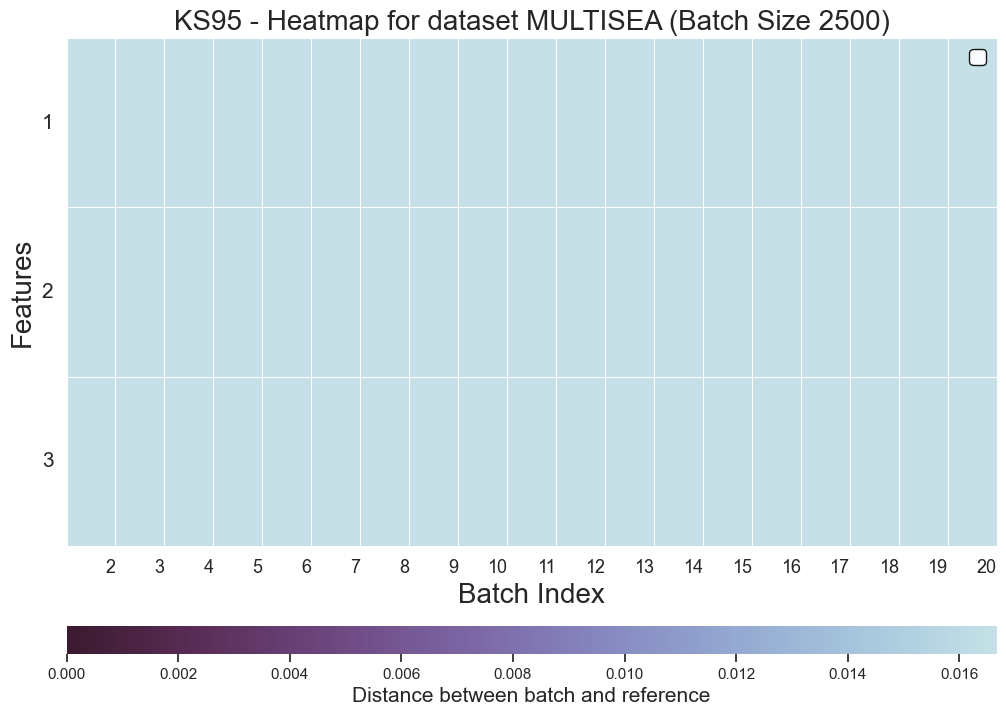 KS95 - Heatmap for dataset MULTISEA (Batch Size 2500)
Features
1
2
3
2 3 4 5 6 7 8 9 10 11 12 13 14 15 16 17 18 19 20
Batch Index
0.000 0.002 0.004 0.006 0.008 0.010 0.012 0.014 0.016
Distance between batch and reference